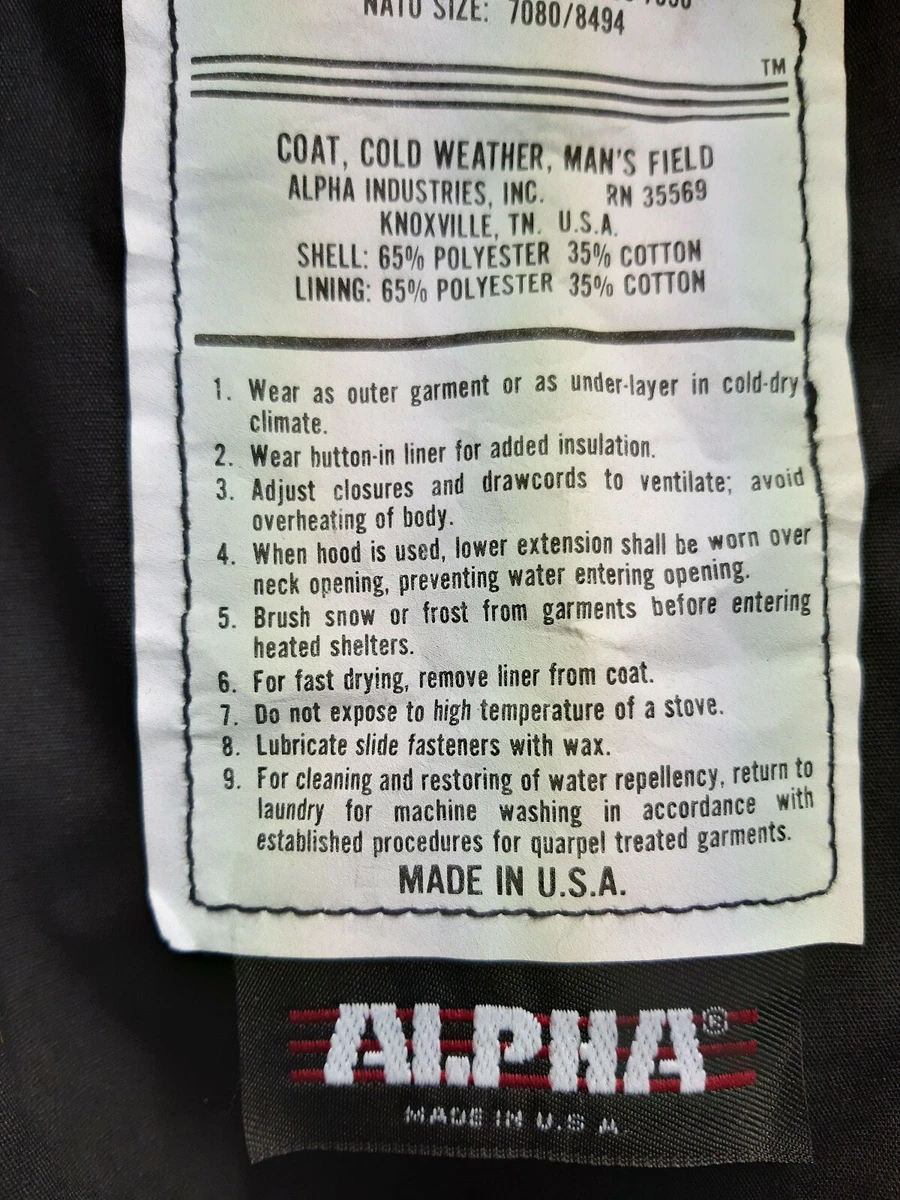 NATO SIZE: 7080/8494
TM
COAT, COLD WEATHER, MAN'S FIELD
ALPHA INDUSTRIES, INC. RN 35569
KNOXVILLE, TN. U.S.A.
SHELL: 65% POLYESTER 35% COTTON
LINING: 65% POLYESTER 35% COTTON
1. Wear as outer garment or as under-layer in cold-dry
climate.
2. Wear button-in liner for added insulation.
3. Adjust closures and drawcords to ventilate; avoid
overheating of body.
4. When hood is used, lower extension shall be worn over
neck opening, preventing water entering opening.
5. Brush snow or frost from garments before entering
heated shelters.
6. For fast drying, remove liner from coat.
7. Do not expose to high temperature of a stove.
8. Lubricate slide fasteners with wax.
9. For cleaning and restoring of water repellency, return to
laundry for machine washing in accordance with
established procedures for quarpel treated garments.
MADE IN U.S.A.
ALPHA®
MADE IN U.S A